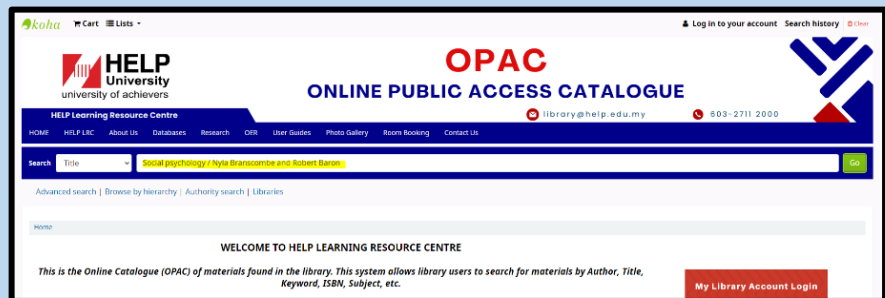 koha Cart Lists Log in to your account Search history Clear
HELP
University
university of achievers
OPAC
ONLINE PUBLIC ACCESS CATALOGUE
HELP Learning Resource Centre library@help.edu.my 603-2711 2000
HOME HELP LRC About Us Databases Research OER User Guides Photo Gallery Room Booking Contact Us
Search Title Social psychology / Nyla Branscombe and Robert Baron Go
Advanced search | Browse by hierarchy | Authority search | Libraries
Home
WELCOME TO HELP LEARNING RESOURCE CENTRE
This is the Online Catalogue (OPAC) of materials found in the library. This system allows library users to search for materials by Author, Title,
Keyword, ISBN, Subject, etc.
My Library Account Login